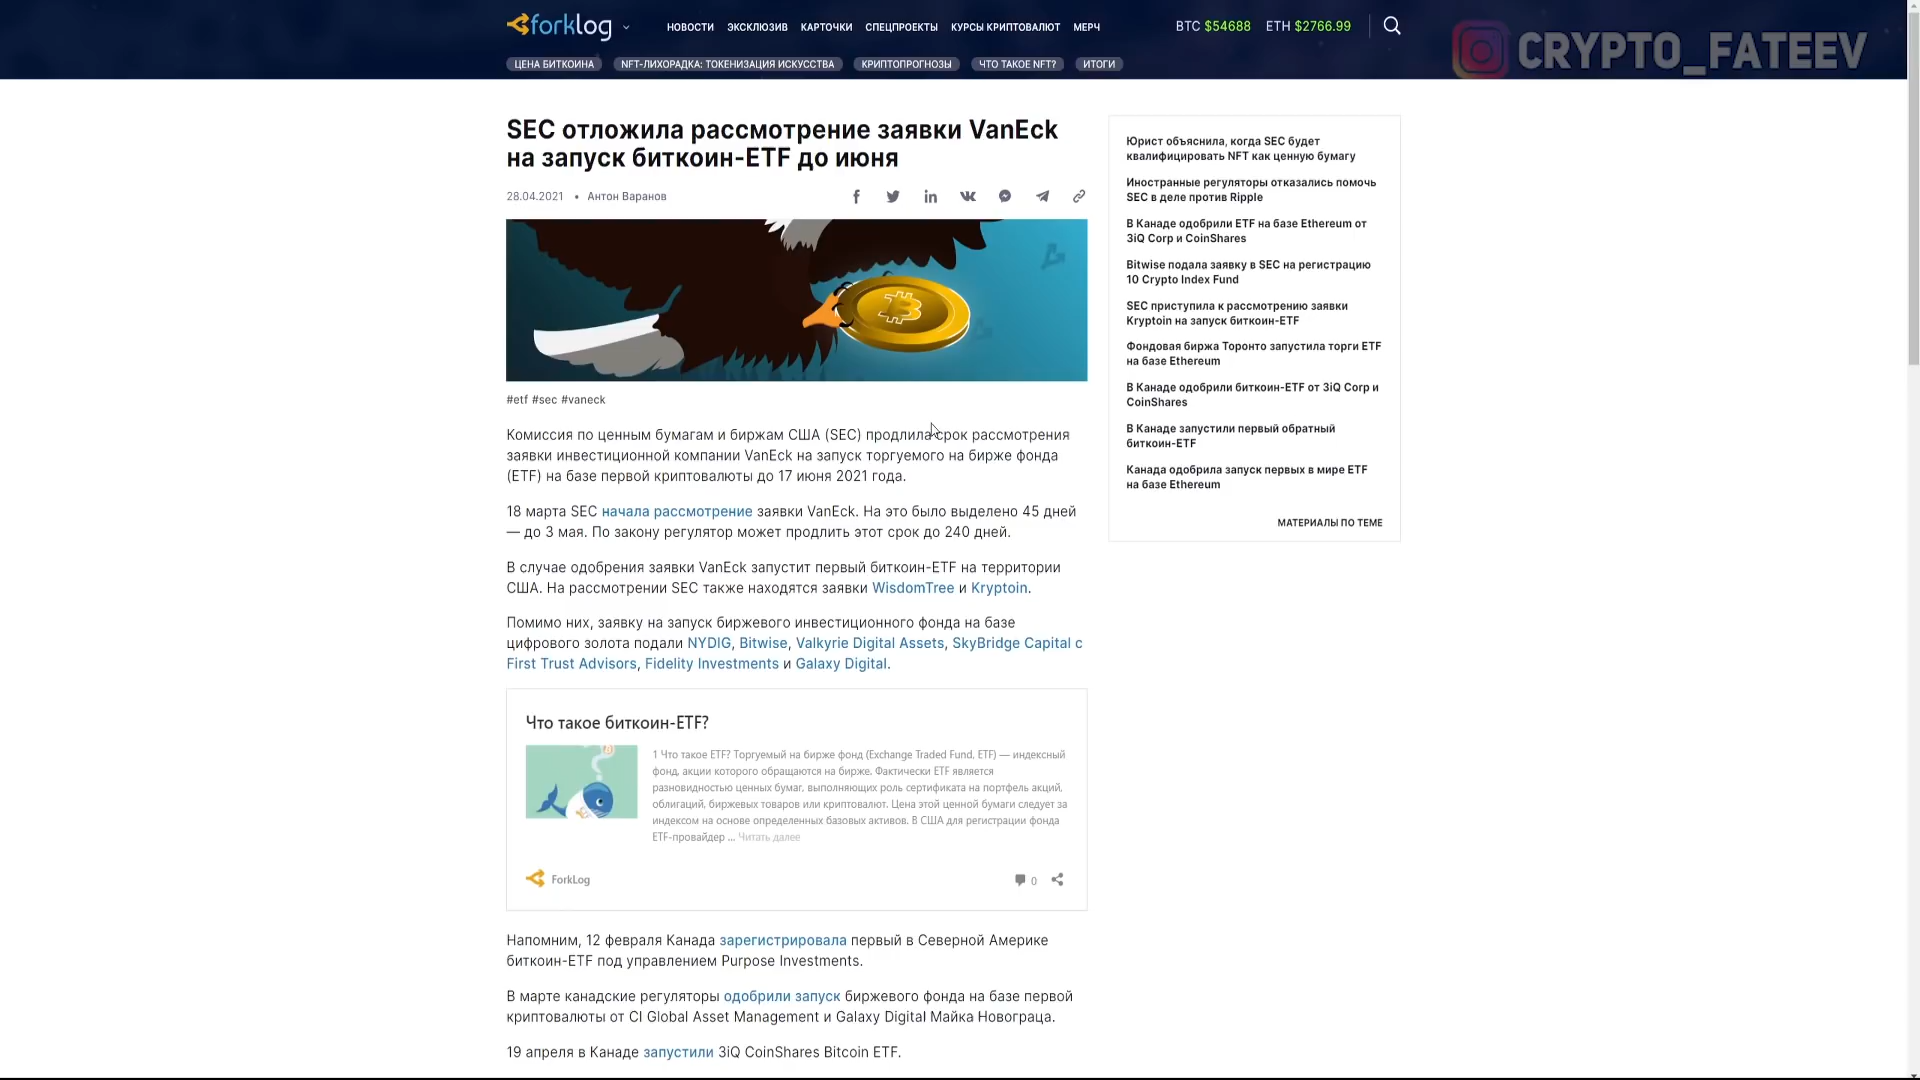 forklog
НОВОСТИ ЭКСКЛЮЗИВ КАРТОЧКИ СПЕЦПРОЕКТЫ КУРСЫ КРИПТОВАЛЮТ МЕРЧ
BTC $54688 ETH $2766.99
CRYPTO_FATEEV
ЦЕНА БИТКОИНА NFT-ЛИХОРАДКА: ТОКЕНИЗАЦИЯ ИСКУССТВА КРИПТОПРОГНОЗЫ ЧТО ТАКОЕ NFT? ИТОГИ
SEC отложила рассмотрение заявки VanEck
на запуск биткоин-ETF до июня
28.04.2021 • Антон Варанов
#etf #sec #vaneck
Комиссия по ценным бумагам и биржам США (SEC) продлила срок рассмотрения
заявки инвестиционной компании VanEck на запуск торгуемого на бирже фонда
(ETF) на базе первой криптовалюты до 17 июня 2021 года.
18 марта SEC начала рассмотрение заявки VanEck. На это было выделено 45 дней
— до 3 мая. По закону регулятор может продлить этот срок до 240 дней.
В случае одобрения заявки VanEck запустит первый биткоин-ETF на территории
США. На рассмотрении SEC также находятся заявки WisdomTree и Kryptoin.
Помимо них, заявку на запуск биржевого инвестиционного фонда на базе
цифрового золота подали NYDIG, Bitwise, Valkyrie Digital Assets, SkyBridge Capital с
First Trust Advisors, Fidelity Investments и Galaxy Digital.
Что такое биткоин-ETF?
1 Что такое ETF? Торгуемый на бирже фонд (Exchange Traded Fund, ETF) — индексный
фонд, акции которого обращаются на бирже. Фактически ETF является
разновидностью ценных бумаг, выполняющих роль сертификата на портфель акций,
облигаций, биржевых товаров или криптовалют. Цена этой ценной бумаги следует за
индексом на основе определенных базовых активов. В США для регистрации фонда
ETF-провайдер ... Читать далее
ForkLog
0
Напомним, 12 февраля Канада зарегистрировала первый в Северной Америке
биткоин-ETF под управлением Purpose Investments.
В марте канадские регуляторы одобрили запуск биржевого фонда на базе первой
криптовалюты от CI Global Asset Management и Galaxy Digital Майка Новограца.
19 апреля в Канаде запустили 3iQ CoinShares Bitcoin ETF.
Юрист объяснила, когда SEC будет
квалифицировать NFT как ценную бумагу
Иностранные регуляторы отказались помочь
SEC в деле против Ripple
В Канаде одобрили ETF на базе Ethereum от
3iQ Corp и CoinShares
Bitwise подала заявку в SEC на регистрацию
10 Crypto Index Fund
SEC приступила к рассмотрению заявки
Kryptoin на запуск биткоин-ETF
Фондовая биржа Торонто запустила торги ETF
на базе Ethereum
В Канаде одобрили биткоин-ETF от 3iQ Corp и
CoinShares
В Канаде запустили первый обратный
биткоин-ETF
Канада одобрила запуск первых в мире ETF
на базе Ethereum
МАТЕРИАЛЫ ПО ТЕМЕ